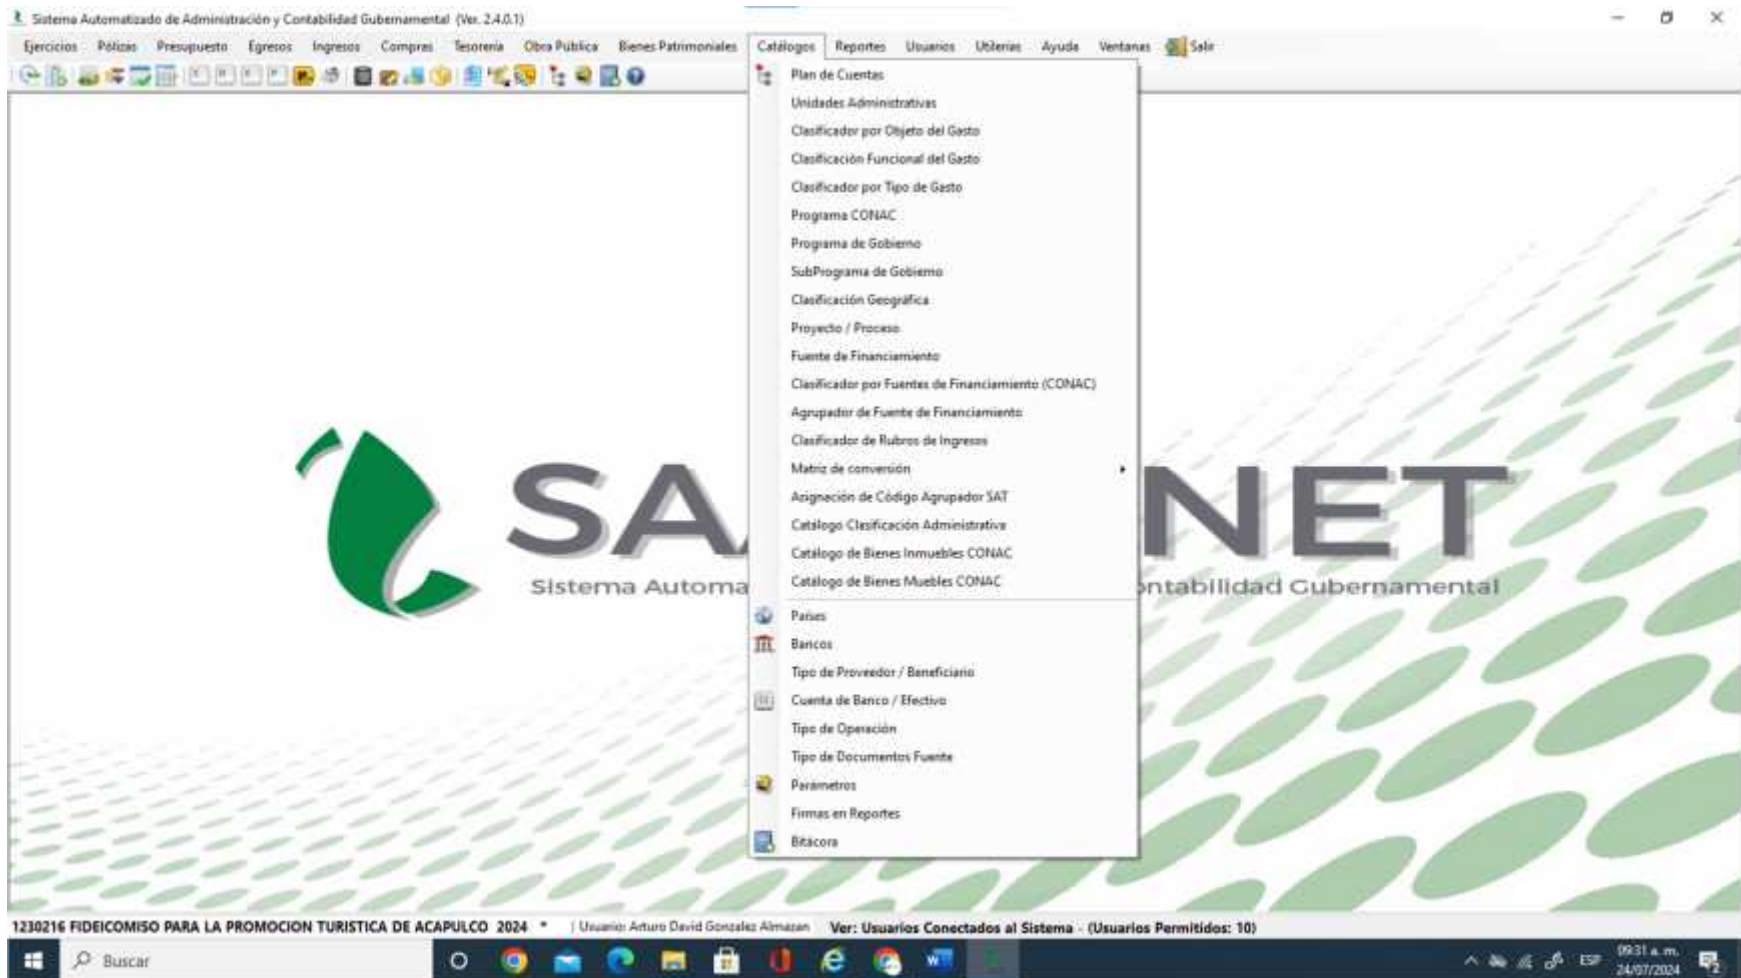 Sistema Automatizado de Administración y Contabilidad Gubernamental (Ver. 2.4.0.1)
Ejercicios Pólizas Presupuesto Egresos Ingresos Compras Tesorería Obra Pública Bienes Patrimoniales Catálogos Reportes Usuarios Utilerías Ayuda Ventanas Salir
Plan de Cuentas
Unidades Administrativas
Clasificador por Objeto del Gasto
Clasificación Funcional del Gasto
Clasificador por Tipo de Gasto
Programa CONAC
Programa de Gobierno
SubPrograma de Gobierno
Clasificación Geográfica
Proyecto / Proceso
Fuente de Financiamiento
Clasificador por Fuentes de Financiamiento (CONAC)
Agrupador de Fuente de Financiamiento
Clasificador de Rubros de Ingresos
Matriz de conversión
Asignación de Código Agrupador SAT
Catálogo Clasificación Administrativa
Catálogo de Bienes Inmuebles CONAC
Catálogo de Bienes Muebles CONAC
Países
Bancos
Tipo de Proveedor / Beneficiario
Cuenta de Banco / Efectivo
Tipo de Operación
Tipo de Documentos Fuente
Parámetros
Firmas en Reportes
Bitácora
SA NET
Sistema Automa ontabilidad Gubernamental
1230216 FIDEICOMISO PARA LA PROMOCION TURISTICA DE ACAPULCO 2024 * | Usuario: Arturo David Gonzalez Almazan Ver: Usuarios Conectados al Sistema - (Usuarios Permitidos: 10)
Buscar
ESP
09:31 a. m.
24/07/2024